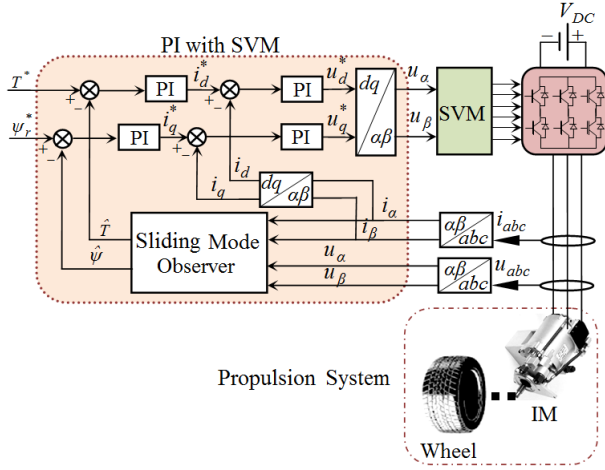 V_DC
− +
PI with SVM
T^*
+ −
PI
i_d^*
+ −
PI
u_d^*
dq
αβ
u_α
SVM
ψ_r^*
+ −
PI
i_q^*
+ −
PI
u_q^*
u_β
i_d
i_q
dq
αβ
T̂
ψ̂
Sliding Mode
Observer
i_α
i_β
u_α
u_β
αβ
abc
i_abc
αβ
abc
u_abc
Propulsion System
IM
Wheel